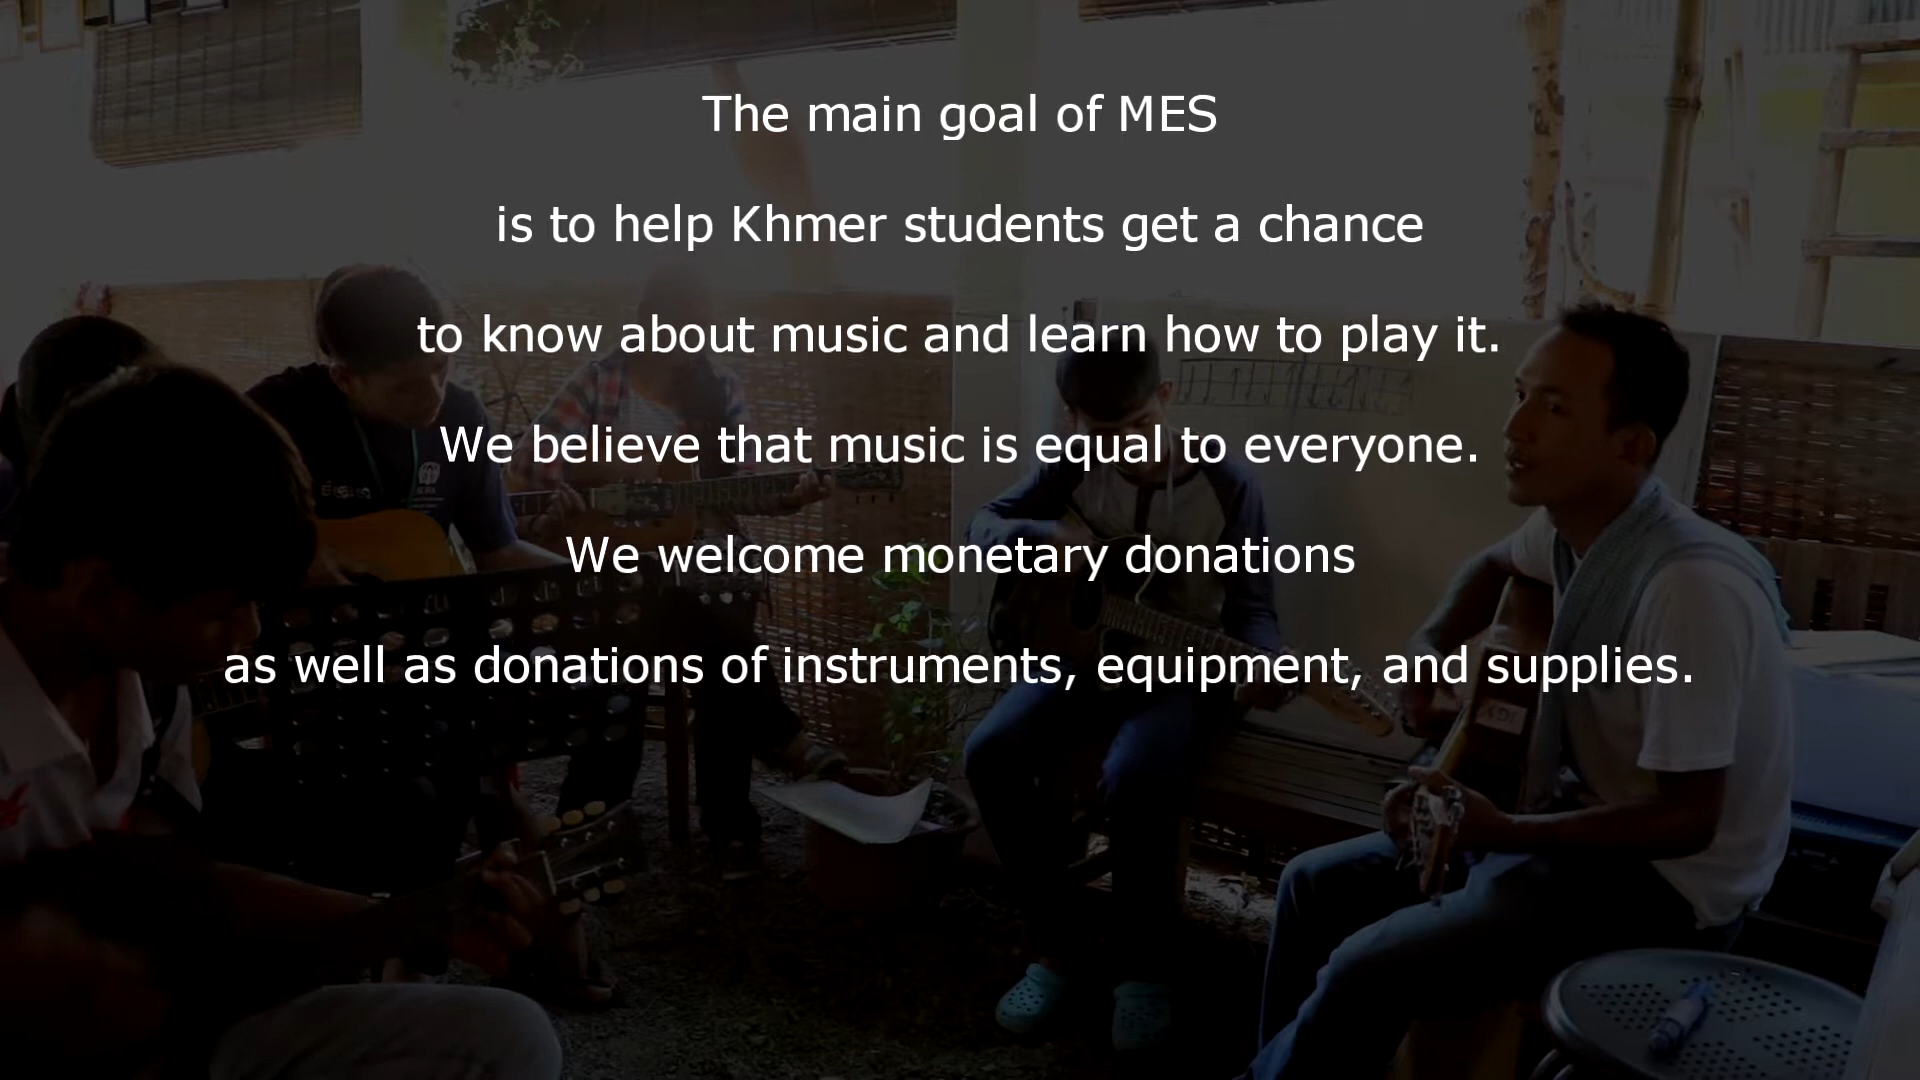 The main goal of MES
is to help Khmer students get a chance
to know about music and learn how to play it.
We believe that music is equal to everyone.
We welcome monetary donations
as well as donations of instruments, equipment, and supplies.